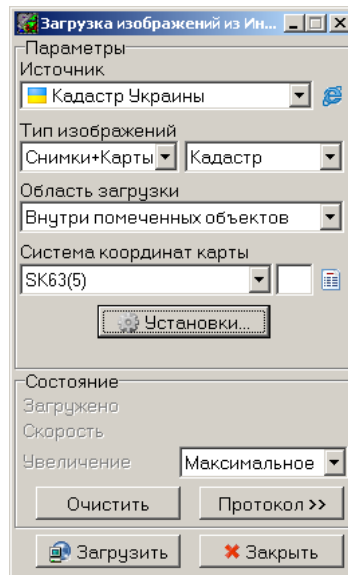 Загрузка изображений из Ин...
Параметры
Источник
Кадастр Украины
Тип изображений
Снимки+Карты Кадастр
Область загрузки
Внутри помеченных объектов
Система координат карты
SK63(5)
Установки...
Состояние
Загружено
Скорость
Увеличение Максимальное
Очистить Протокол >>
Загрузить Закрыть